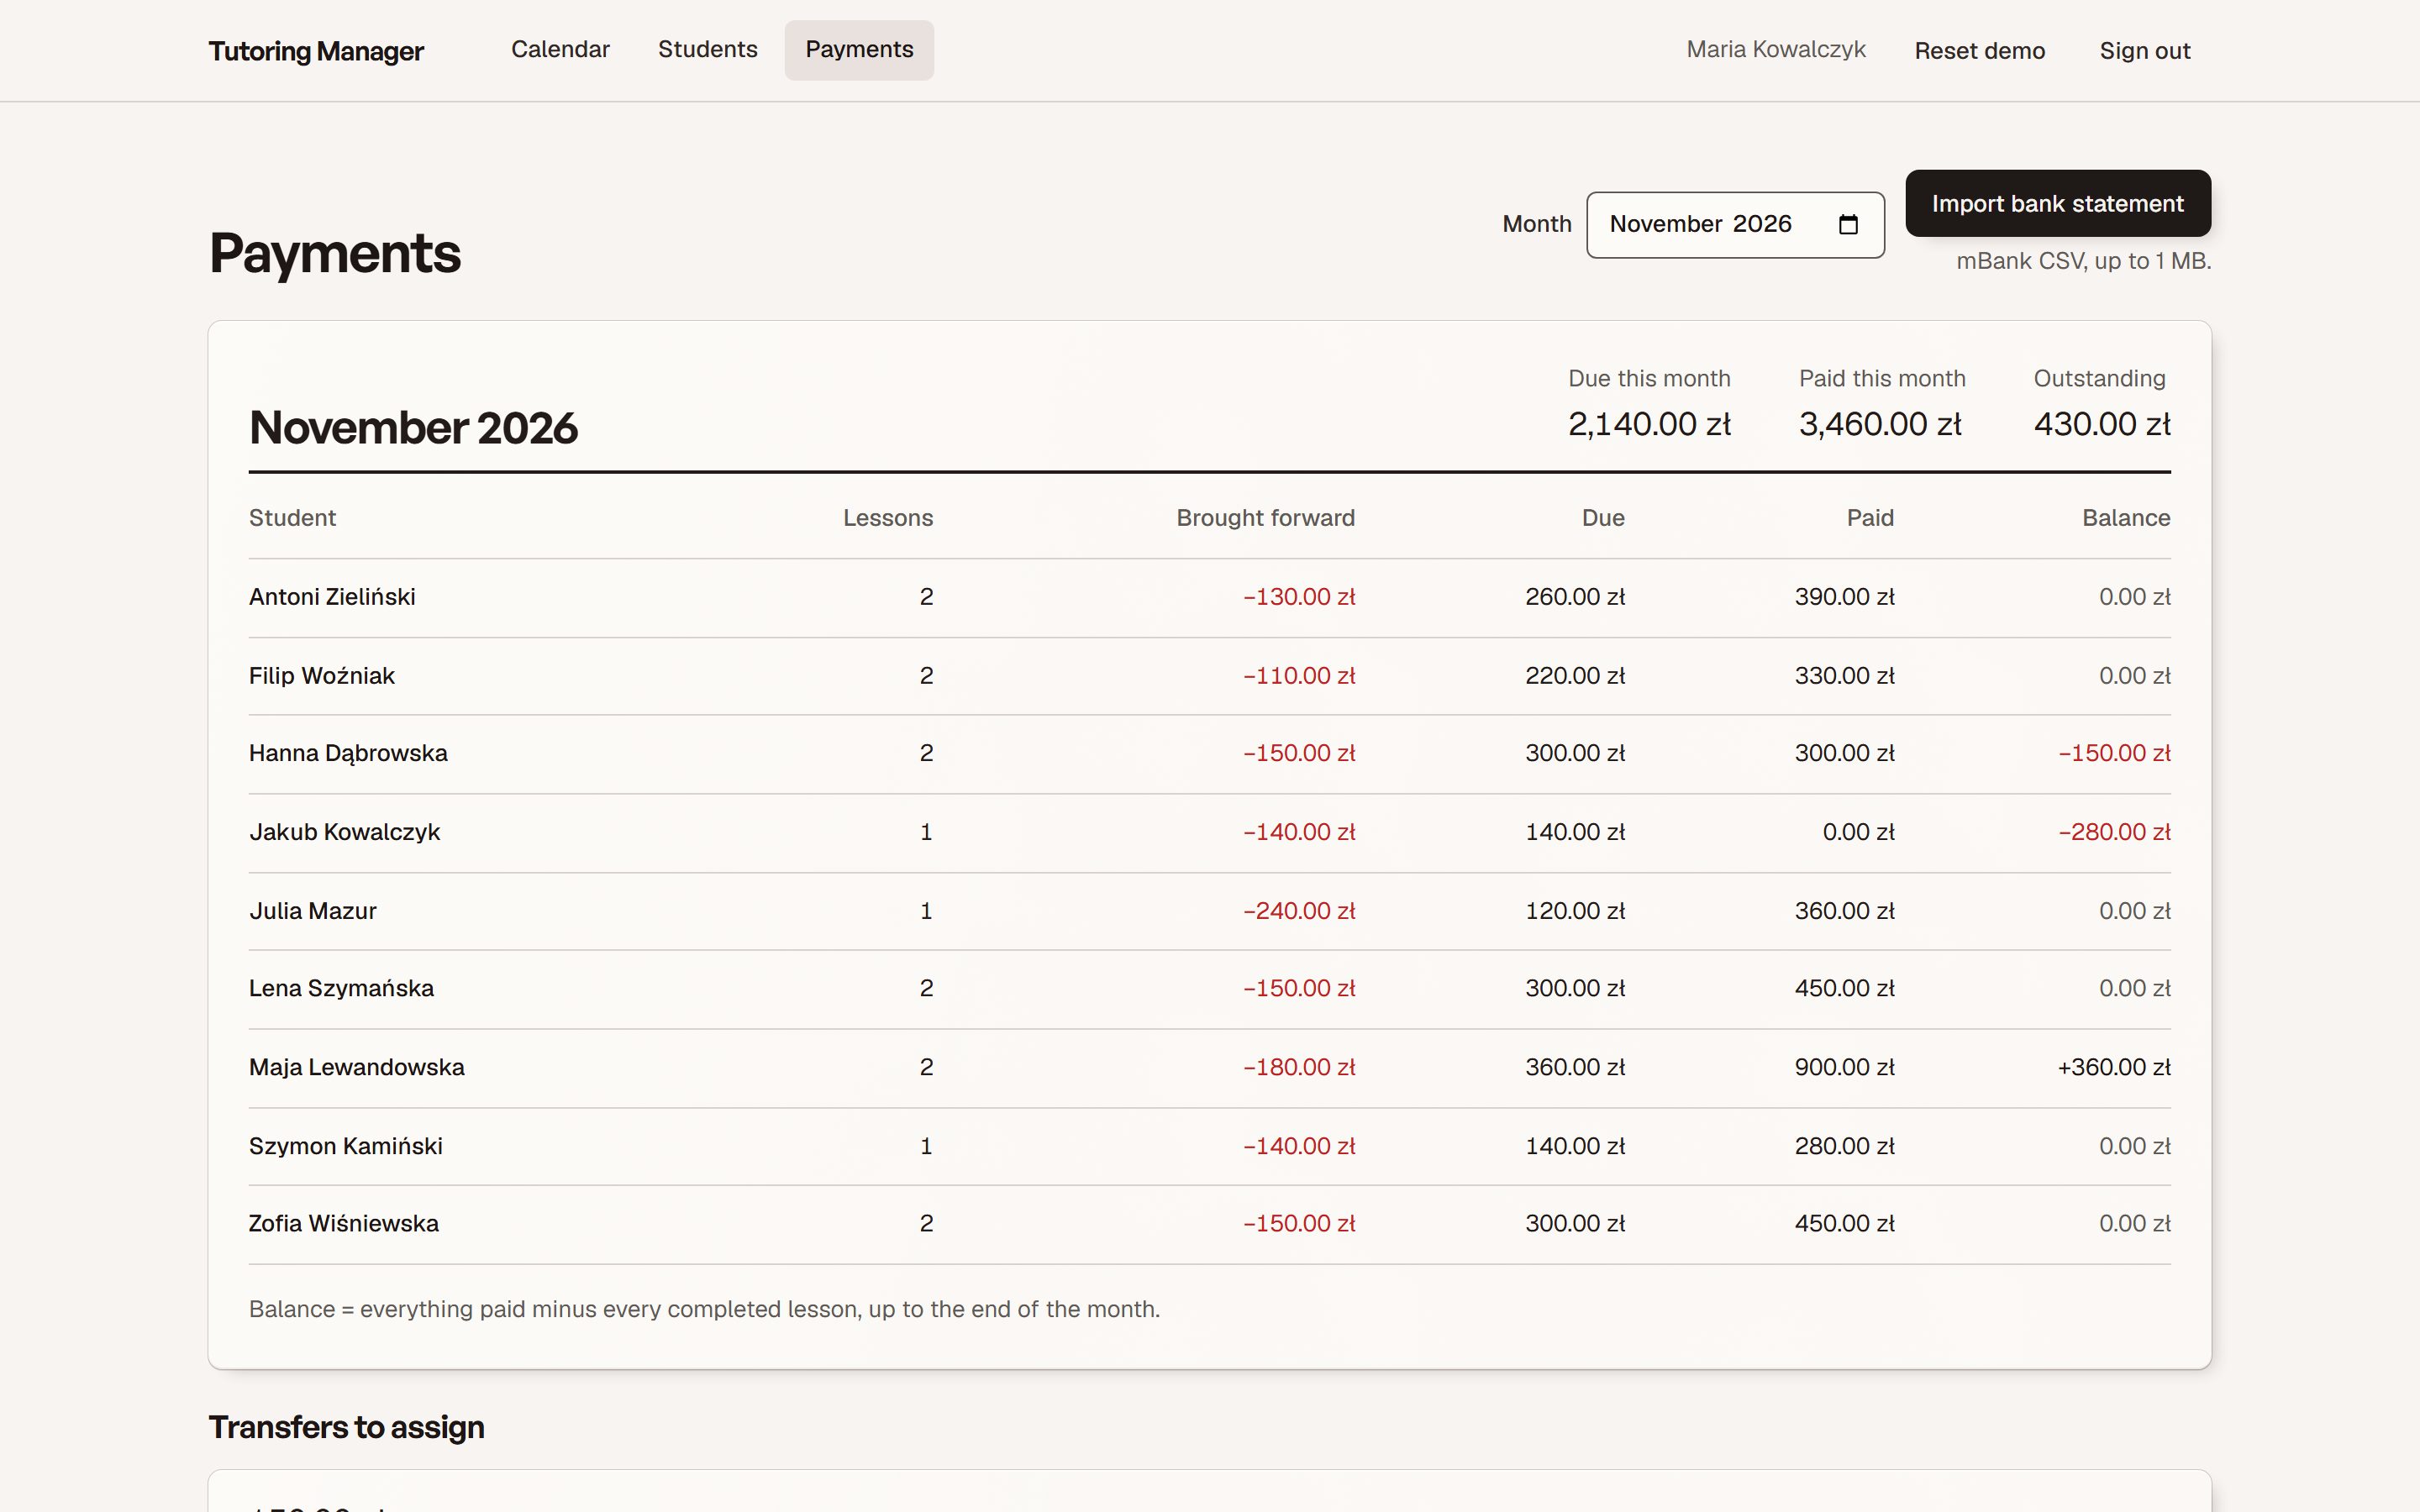 Tutoring Manager Calendar Students Payments Maria Kowalczyk Reset demo Sign out
Payments
Month November 2026 Import bank statement
mBank CSV, up to 1 MB.
November 2026
Due this month Paid this month Outstanding
2,140.00 zł 3,460.00 zł 430.00 zł
Student Lessons Brought forward Due Paid Balance
Antoni Zieliński 2 −130.00 zł 260.00 zł 390.00 zł 0.00 zł
Filip Woźniak 2 −110.00 zł 220.00 zł 330.00 zł 0.00 zł
Hanna Dąbrowska 2 −150.00 zł 300.00 zł 300.00 zł −150.00 zł
Jakub Kowalczyk 1 −140.00 zł 140.00 zł 0.00 zł −280.00 zł
Julia Mazur 1 −240.00 zł 120.00 zł 360.00 zł 0.00 zł
Lena Szymańska 2 −150.00 zł 300.00 zł 450.00 zł 0.00 zł
Maja Lewandowska 2 −180.00 zł 360.00 zł 900.00 zł +360.00 zł
Szymon Kamiński 1 −140.00 zł 140.00 zł 280.00 zł 0.00 zł
Zofia Wiśniewska 2 −150.00 zł 300.00 zł 450.00 zł 0.00 zł
Balance = everything paid minus every completed lesson, up to the end of the month.
Transfers to assign